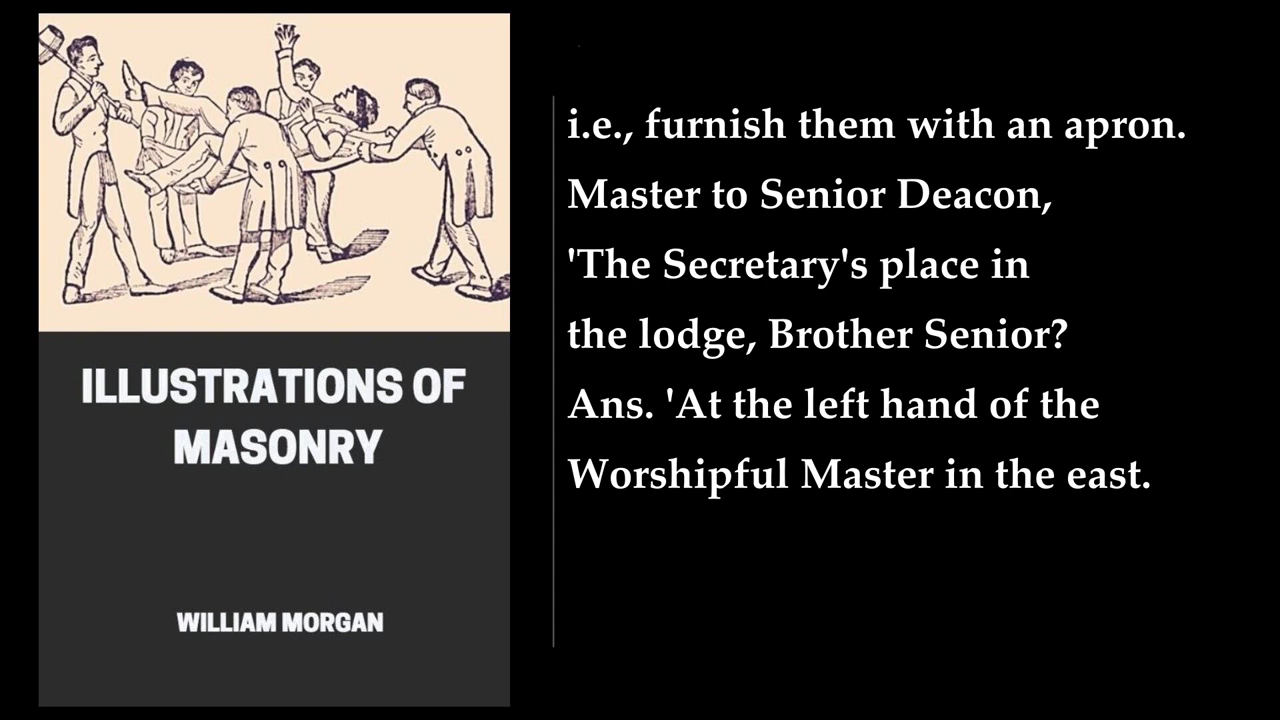 ILLUSTRATIONS OF
MASONRY
WILLIAM MORGAN
i.e., furnish them with an apron.
Master to Senior Deacon,
'The Secretary's place in
the lodge, Brother Senior?
Ans. 'At the left hand of the
Worshipful Master in the east.